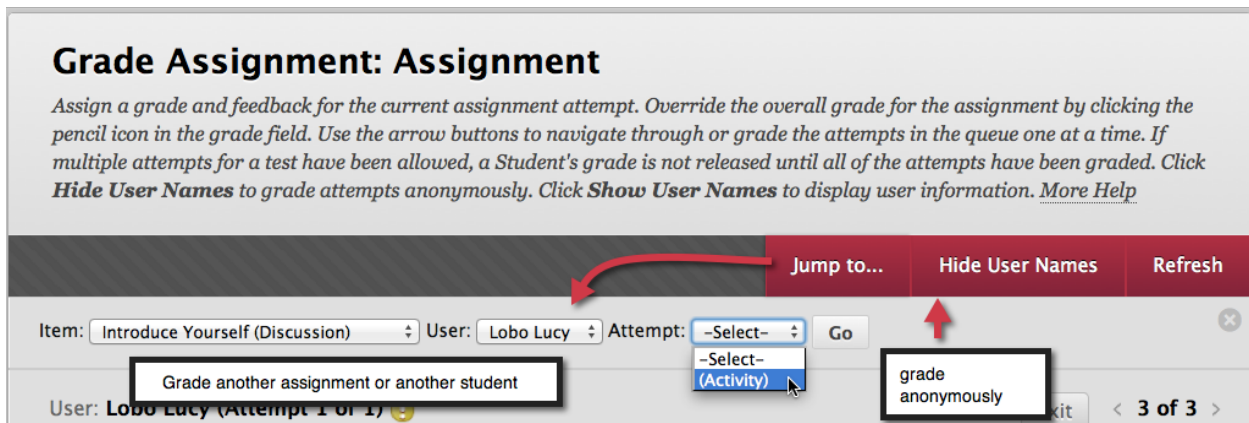 Grade Assignment: Assignment
Assign a grade and feedback for the current assignment attempt. Override the overall grade for the assignment by clicking the
pencil icon in the grade field. Use the arrow buttons to navigate through or grade the attempts in the queue one at a time. If
multiple attempts for a test have been allowed, a Student's grade is not released until all of the attempts have been graded. Click
Hide User Names to grade attempts anonymously. Click Show User Names to display user information. More Help
Jump to... Hide User Names Refresh
Item: Introduce Yourself (Discussion) User: Lobo Lucy Attempt: -Select- Go
-Select-
(Activity)
Grade another assignment or another student
grade
anonymously
User: Lobo Lucy (Attempt 1 of 1) < 3 of 3 >